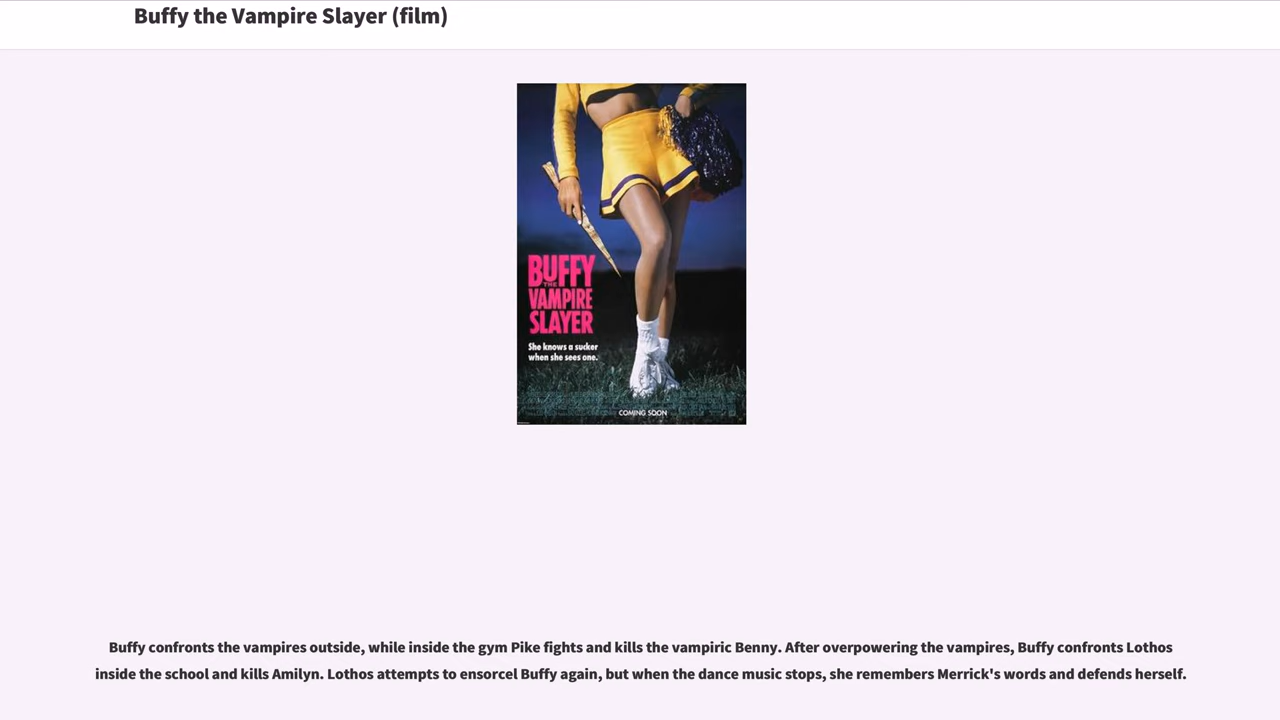 Buffy the Vampire Slayer (film)
BUFFY
THE
VAMPIRE
SLAYER
She knows a sucker
when she sees one.
COMING SOON
Buffy confronts the vampires outside, while inside the gym Pike fights and kills the vampiric Benny. After overpowering the vampires, Buffy confronts Lothos
inside the school and kills Amilyn. Lothos attempts to ensorcel Buffy again, but when the dance music stops, she remembers Merrick's words and defends herself.